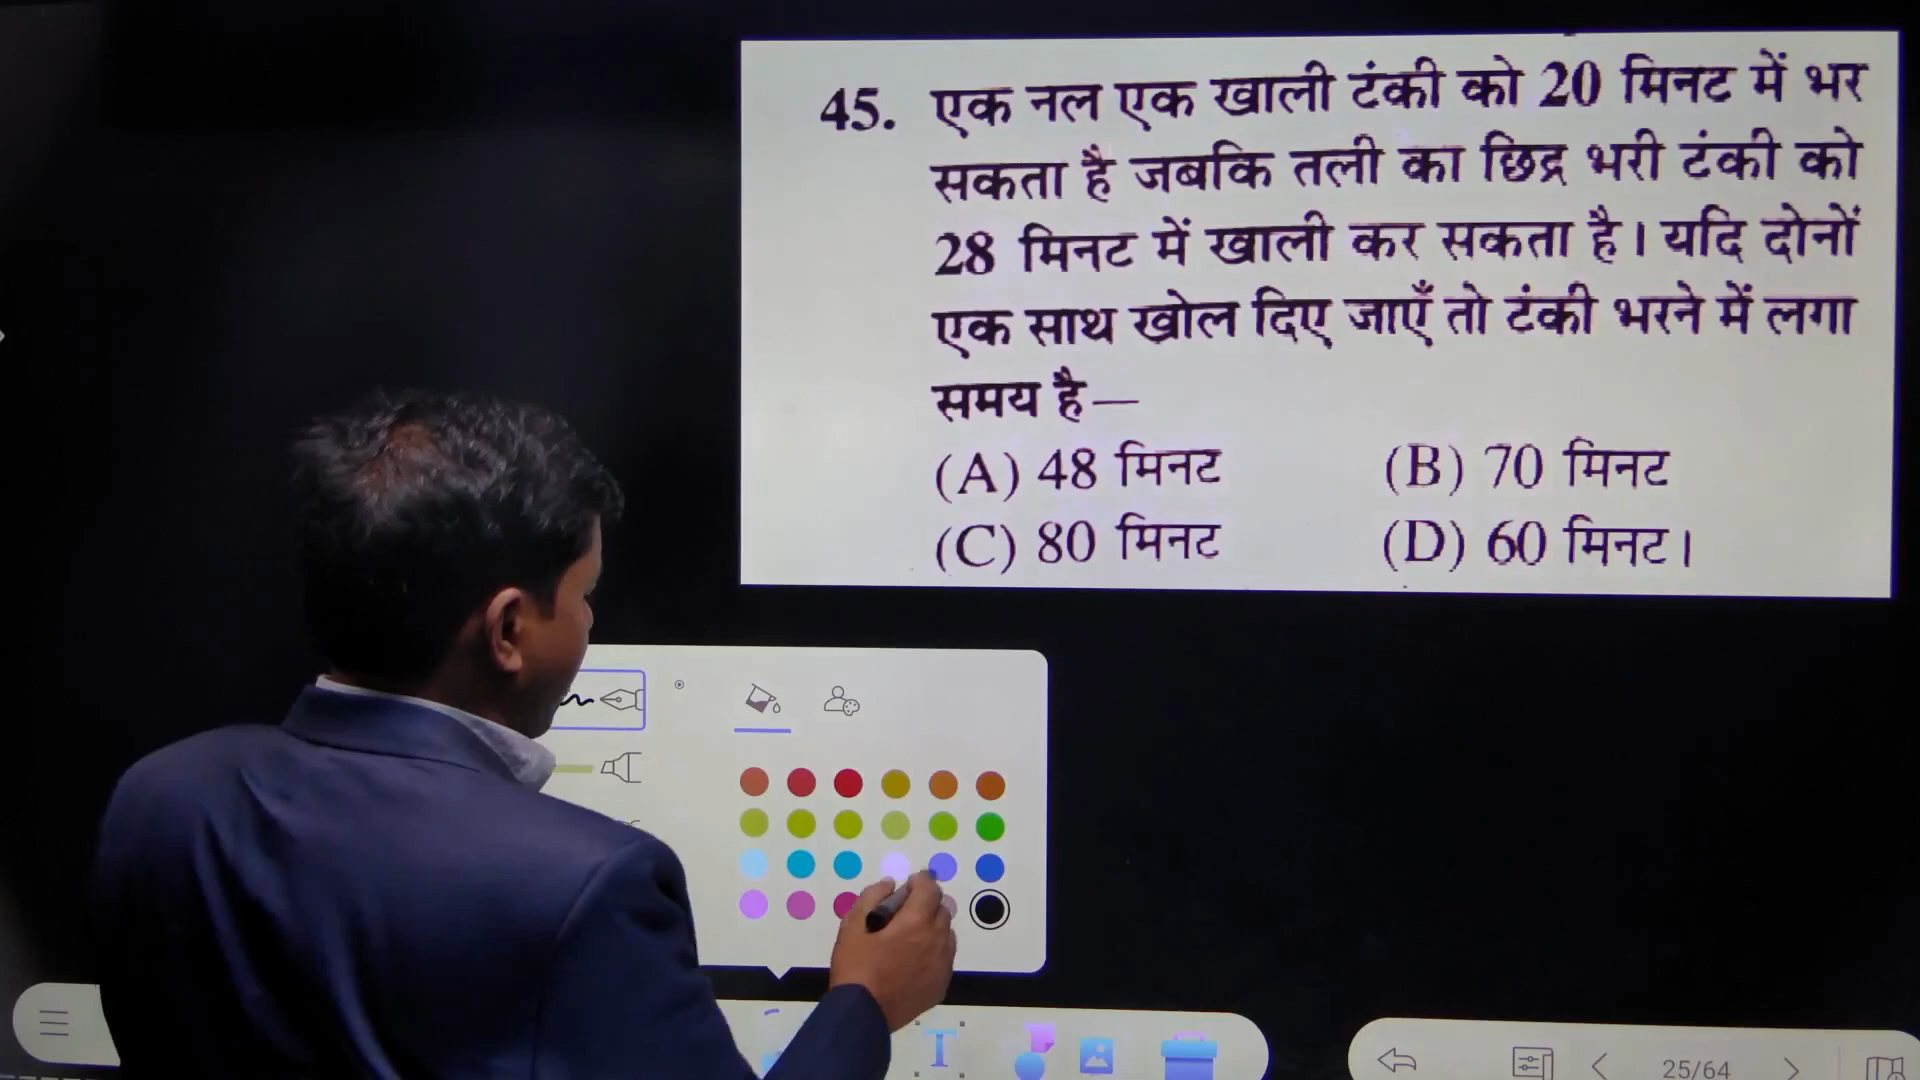 45. एक नल एक खाली टंकी को 20 मिनट में भर
सकता है जबकि तली का छिद्र भरी टंकी को
28 मिनट में खाली कर सकता है। यदि दोनों
एक साथ खोल दिए जाएँ तो टंकी भरने में लगा
समय है—
(A) 48 मिनट (B) 70 मिनट
(C) 80 मिनट (D) 60 मिनट।
T
25/64